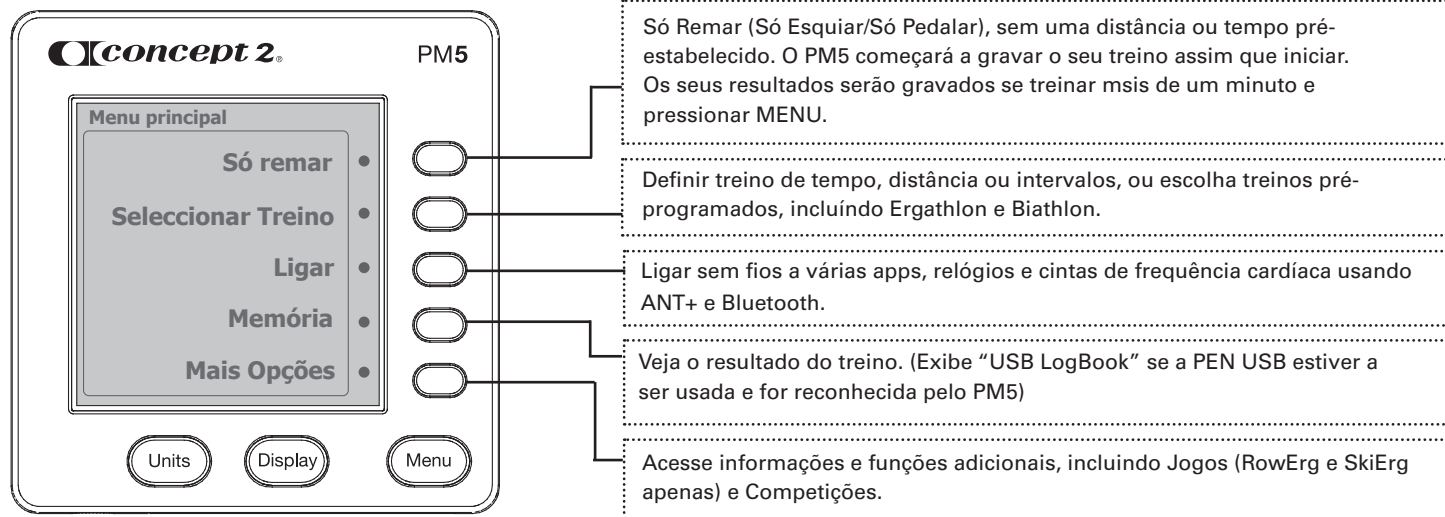 concept 2®
PM5
Menu principal
Só remar
Seleccionar Treino
Ligar
Memória
Mais Opções
Units
Display
Menu
Só Remar (Só Esquiar/Só Pedalar), sem uma distância ou tempo pré-
estabelecido. O PM5 começará a gravar o seu treino assim que iniciar.
Os seus resultados serão gravados se treinar msis de um minuto e
pressionar MENU.
Definir treino de tempo, distância ou intervalos, ou escolha treinos pré-
programados, incluíndo Ergathlon e Biathlon.
Ligar sem fios a várias apps, relógios e cintas de frequência cardíaca usando
ANT+ e Bluetooth.
Veja o resultado do treino. (Exibe “USB LogBook” se a PEN USB estiver a
ser usada e for reconhecida pelo PM5)
Acesse informações e funções adicionais, incluindo Jogos (RowErg e SkiErg
apenas) e Competições.